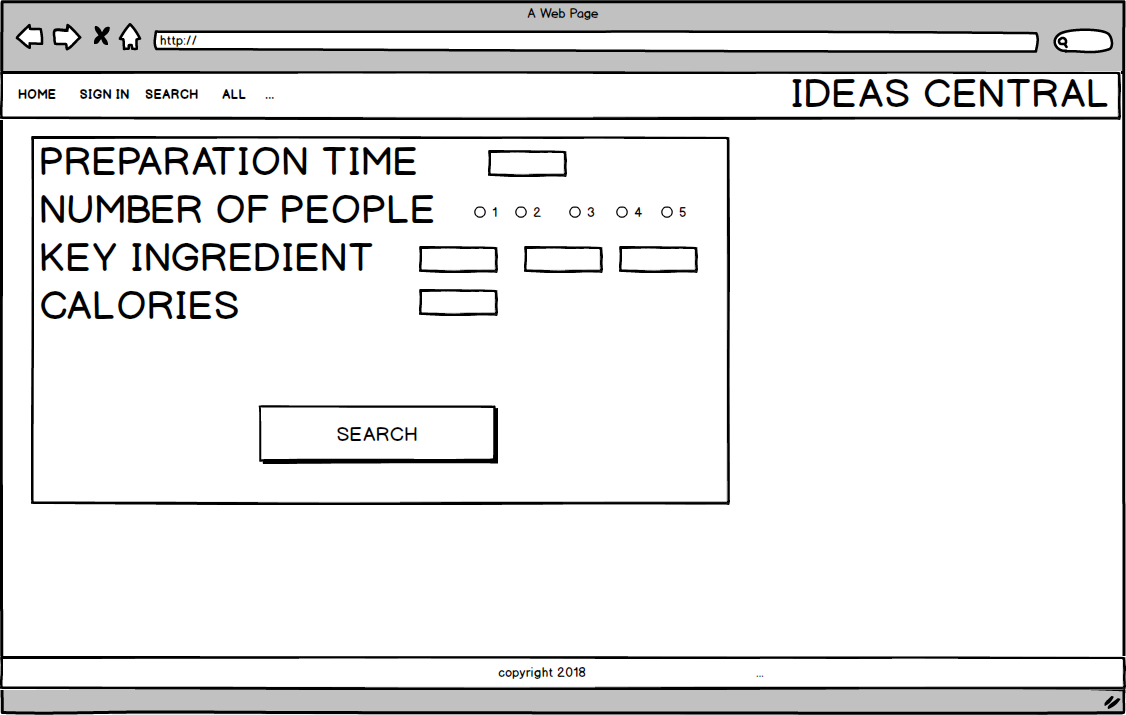 A Web Page
http://
HOME SIGN IN SEARCH ALL ...
IDEAS CENTRAL
PREPARATION TIME
NUMBER OF PEOPLE 1 2 3 4 5
KEY INGREDIENT
CALORIES
SEARCH
copyright 2018 ...